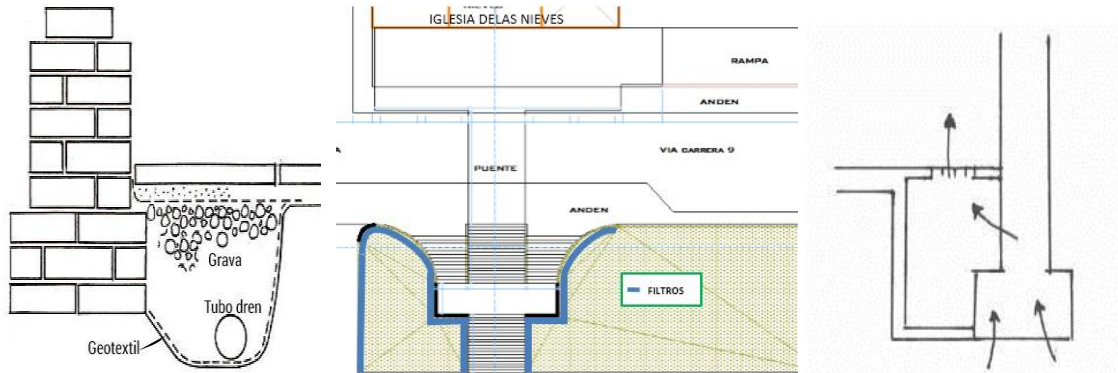 Grava
Tubo dren
Geotextil
IGLESIA DELAS NIEVES
RAMPA
ANDEN
VIA CARRERA 9
PUENTE
ANDEN
FILTROS